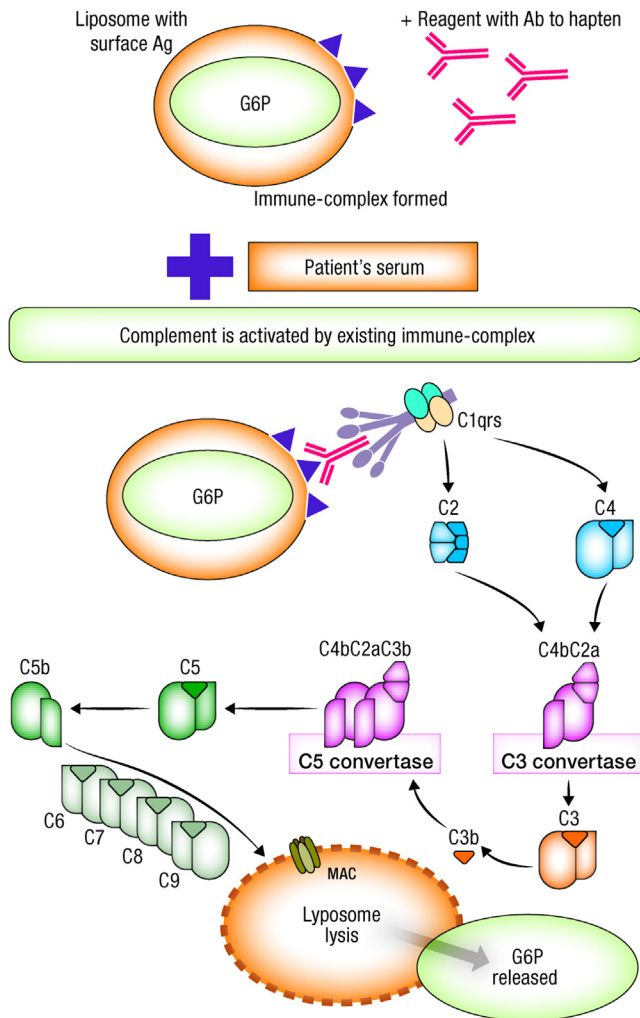 Liposome with
surface Ag
+ Reagent with Ab to hapten
G6P
Immune-complex formed
Patient's serum
Complement is activated by existing immune-complex
C1qrs
G6P
C2
C4
C4bC2aC3b
C4bC2a
C5b
C5
C5 convertase
C3 convertase
C6
C7
C8
C9
C3b
C3
MAC
Lyposome
lysis
G6P
released